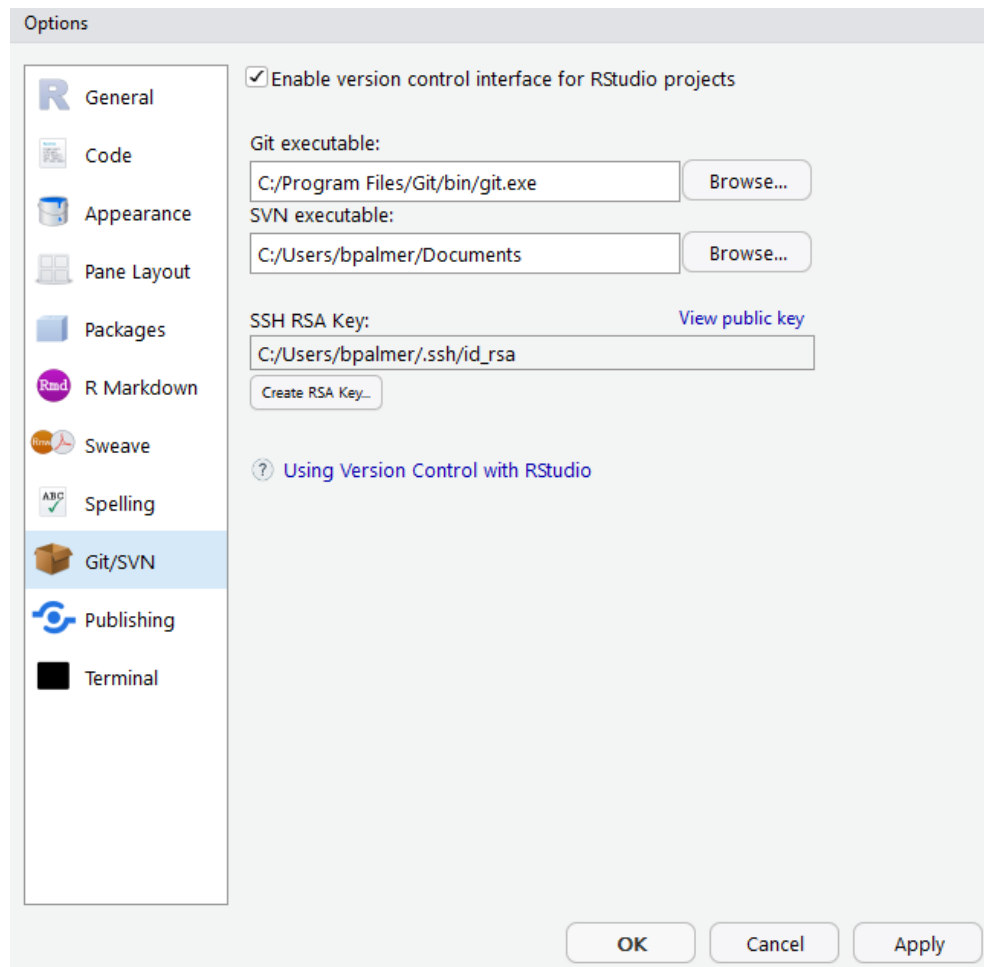 Options
General
Code
Appearance
Pane Layout
Packages
Rmd R Markdown
Rnw Sweave
ABC Spelling
Git/SVN
Publishing
Terminal
Enable version control interface for RStudio projects
Git executable:
C:/Program Files/Git/bin/git.exe Browse...
SVN executable:
C:/Users/bpalmer/Documents Browse...
SSH RSA Key: View public key
C:/Users/bpalmer/.ssh/id_rsa
Create RSA Key...
? Using Version Control with RStudio
OK Cancel Apply